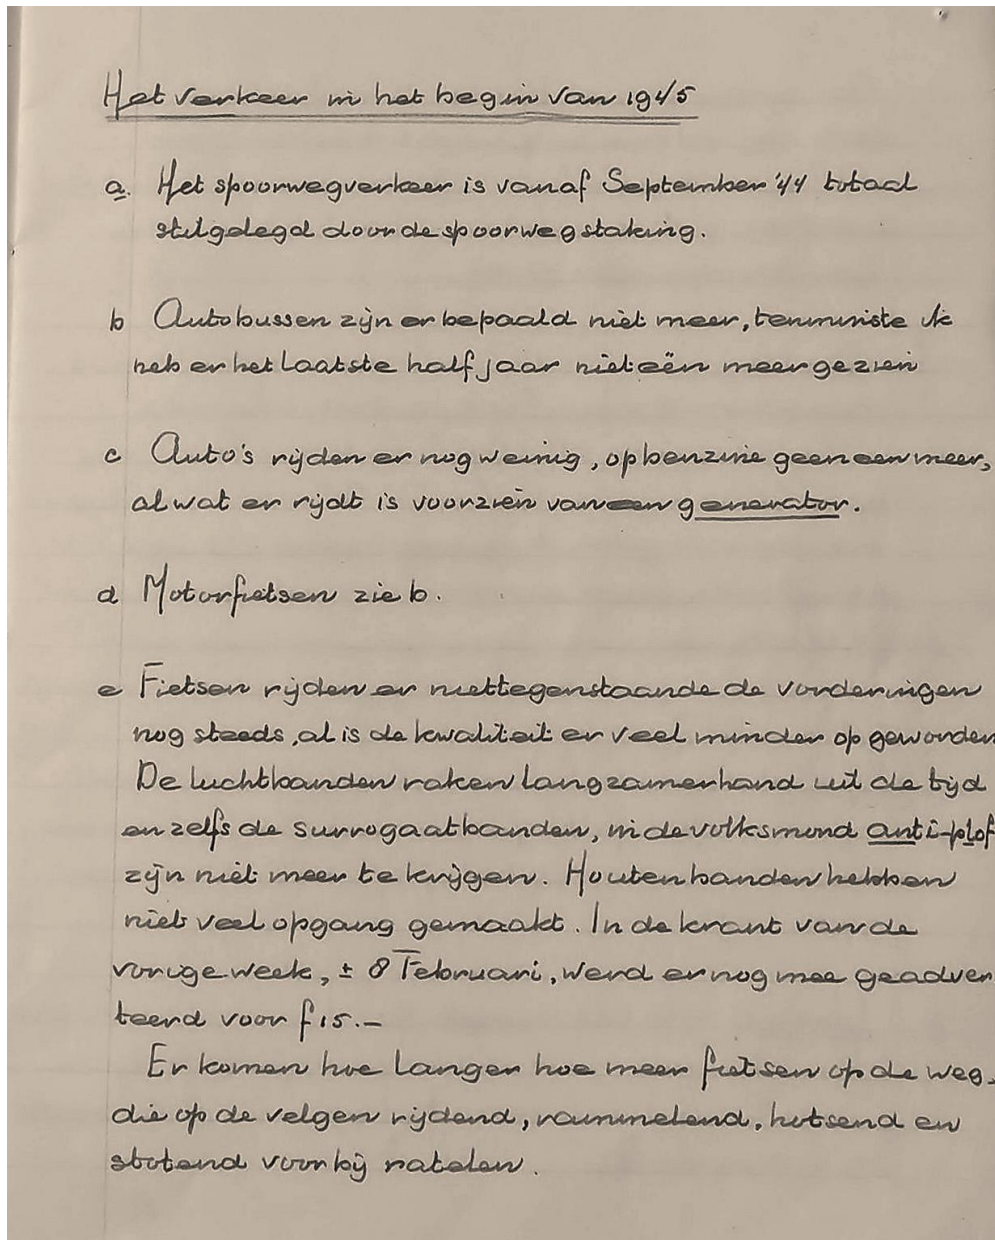 Het verkeer in het begin van 1945
a. Het spoorwegverkeer is vanaf September '44 totaal
stilgelegd door de spoorwegstaking.
b Autobussen zijn er bepaald niet meer, tenminste ik
heb er het laatste half jaar niet één meer gezien
c Auto's rijden er nog weinig, op benzine geen een meer,
al wat er rijdt is voorzien van een generator.
d Motorfietsen zie b.
e Fietsen rijden er niettegenstaande de vorderingen
nog steeds, al is de kwaliteit er veel minder op geworden
De luchtbanden raken langzamerhand uit de tijd
en zelfs de surrogaatbanden, in de volksmond anti-plof
zijn niet meer te krijgen. Houten banden hebben
niet veel opgang gemaakt. In de krant van de
vorige week, ± 8 Februari, werd er nog mee geadver
teerd voor f 15.-
Er komen hoe langer hoe meer fietsen op de weg
die op de velgen rijdend, rammelend, hotsend en
stotend voorbij ratelen.